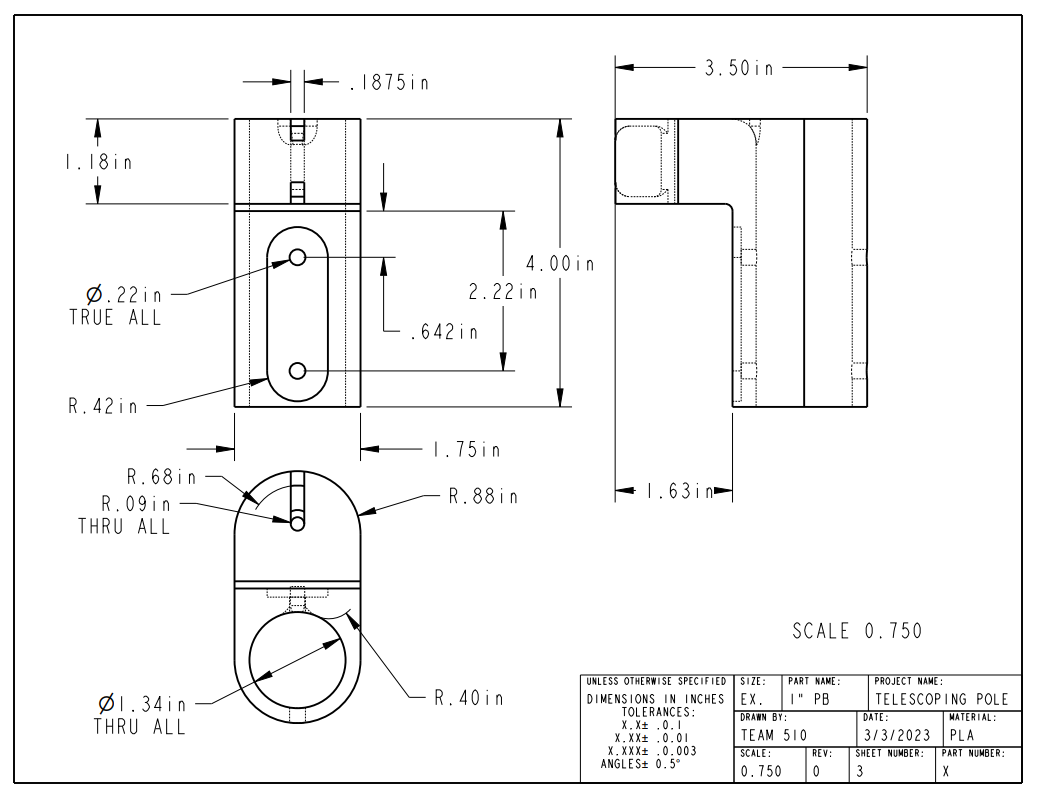 .1875in
3.50in
1.18in
4.00in
2.22in
Ø.22in
TRUE ALL
.642in
R.42in
1.75in
R.68in
R.09in
THRU ALL
R.88in
1.63in
SCALE 0.750
Ø1.34in
THRU ALL
R.40in
UNLESS OTHERWISE SPECIFIED
DIMENSIONS IN INCHES
TOLERANCES:
X.X± .0.1
X.XX± .0.01
X.XXX± .0.003
ANGLES± 0.5°
SIZE: PART NAME: PROJECT NAME:
EX. 1" PB TELESCOPING POLE
DRAWN BY: DATE: MATERIAL:
TEAM 510 3/3/2023 PLA
SCALE: REV: SHEET NUMBER: PART NUMBER:
0.750 0 3 X